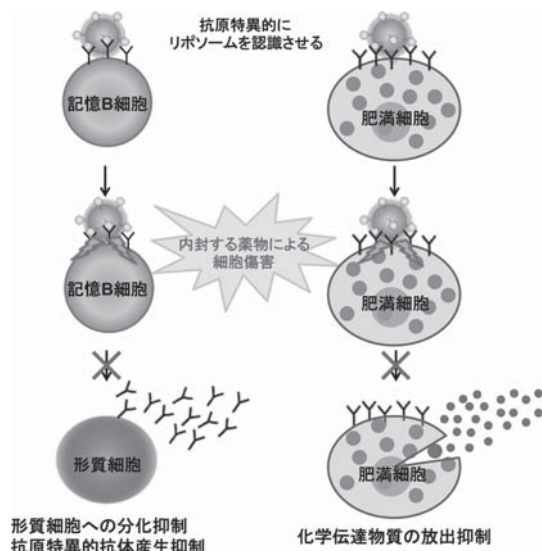 抗原特異的に
リポソームを認識させる
記憶B細胞
肥満細胞
内封する薬物による
細胞傷害
記憶B細胞
肥満細胞
形質細胞
肥満細胞
形質細胞への分化抑制
抗原特異的抗体産生抑制
化学伝達物質の放出抑制